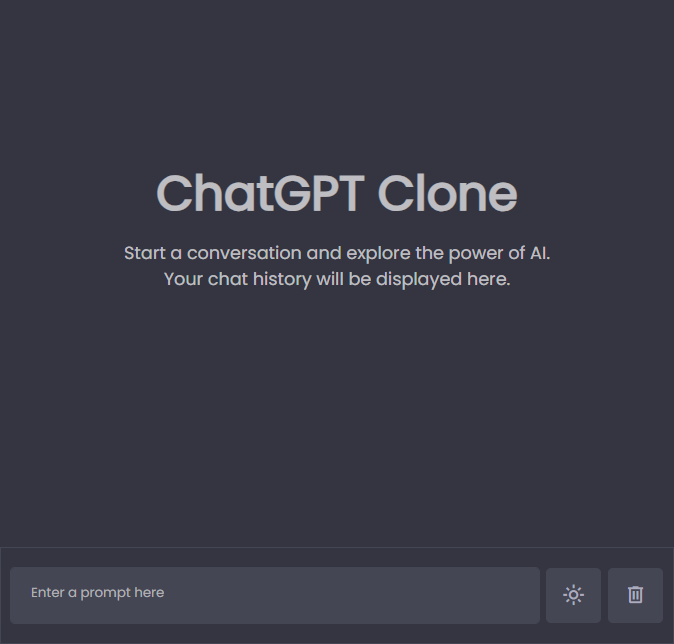 ChatGPT Clone
Start a conversation and explore the power of AI.
Your chat history will be displayed here.
Enter a prompt here